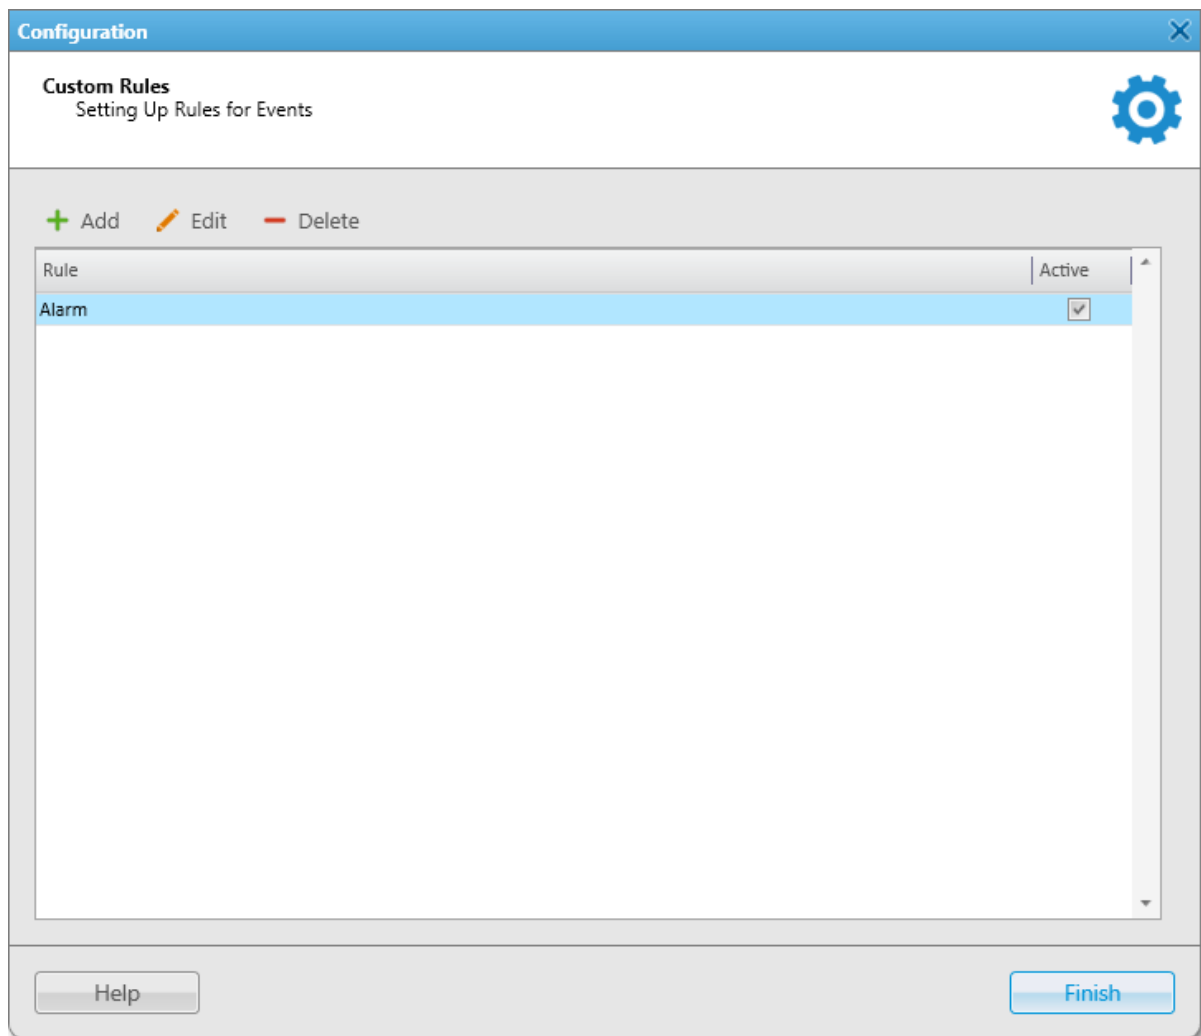 Configuration
Custom Rules
Setting Up Rules for Events
Add Edit Delete
Rule Active
Alarm
Help Finish